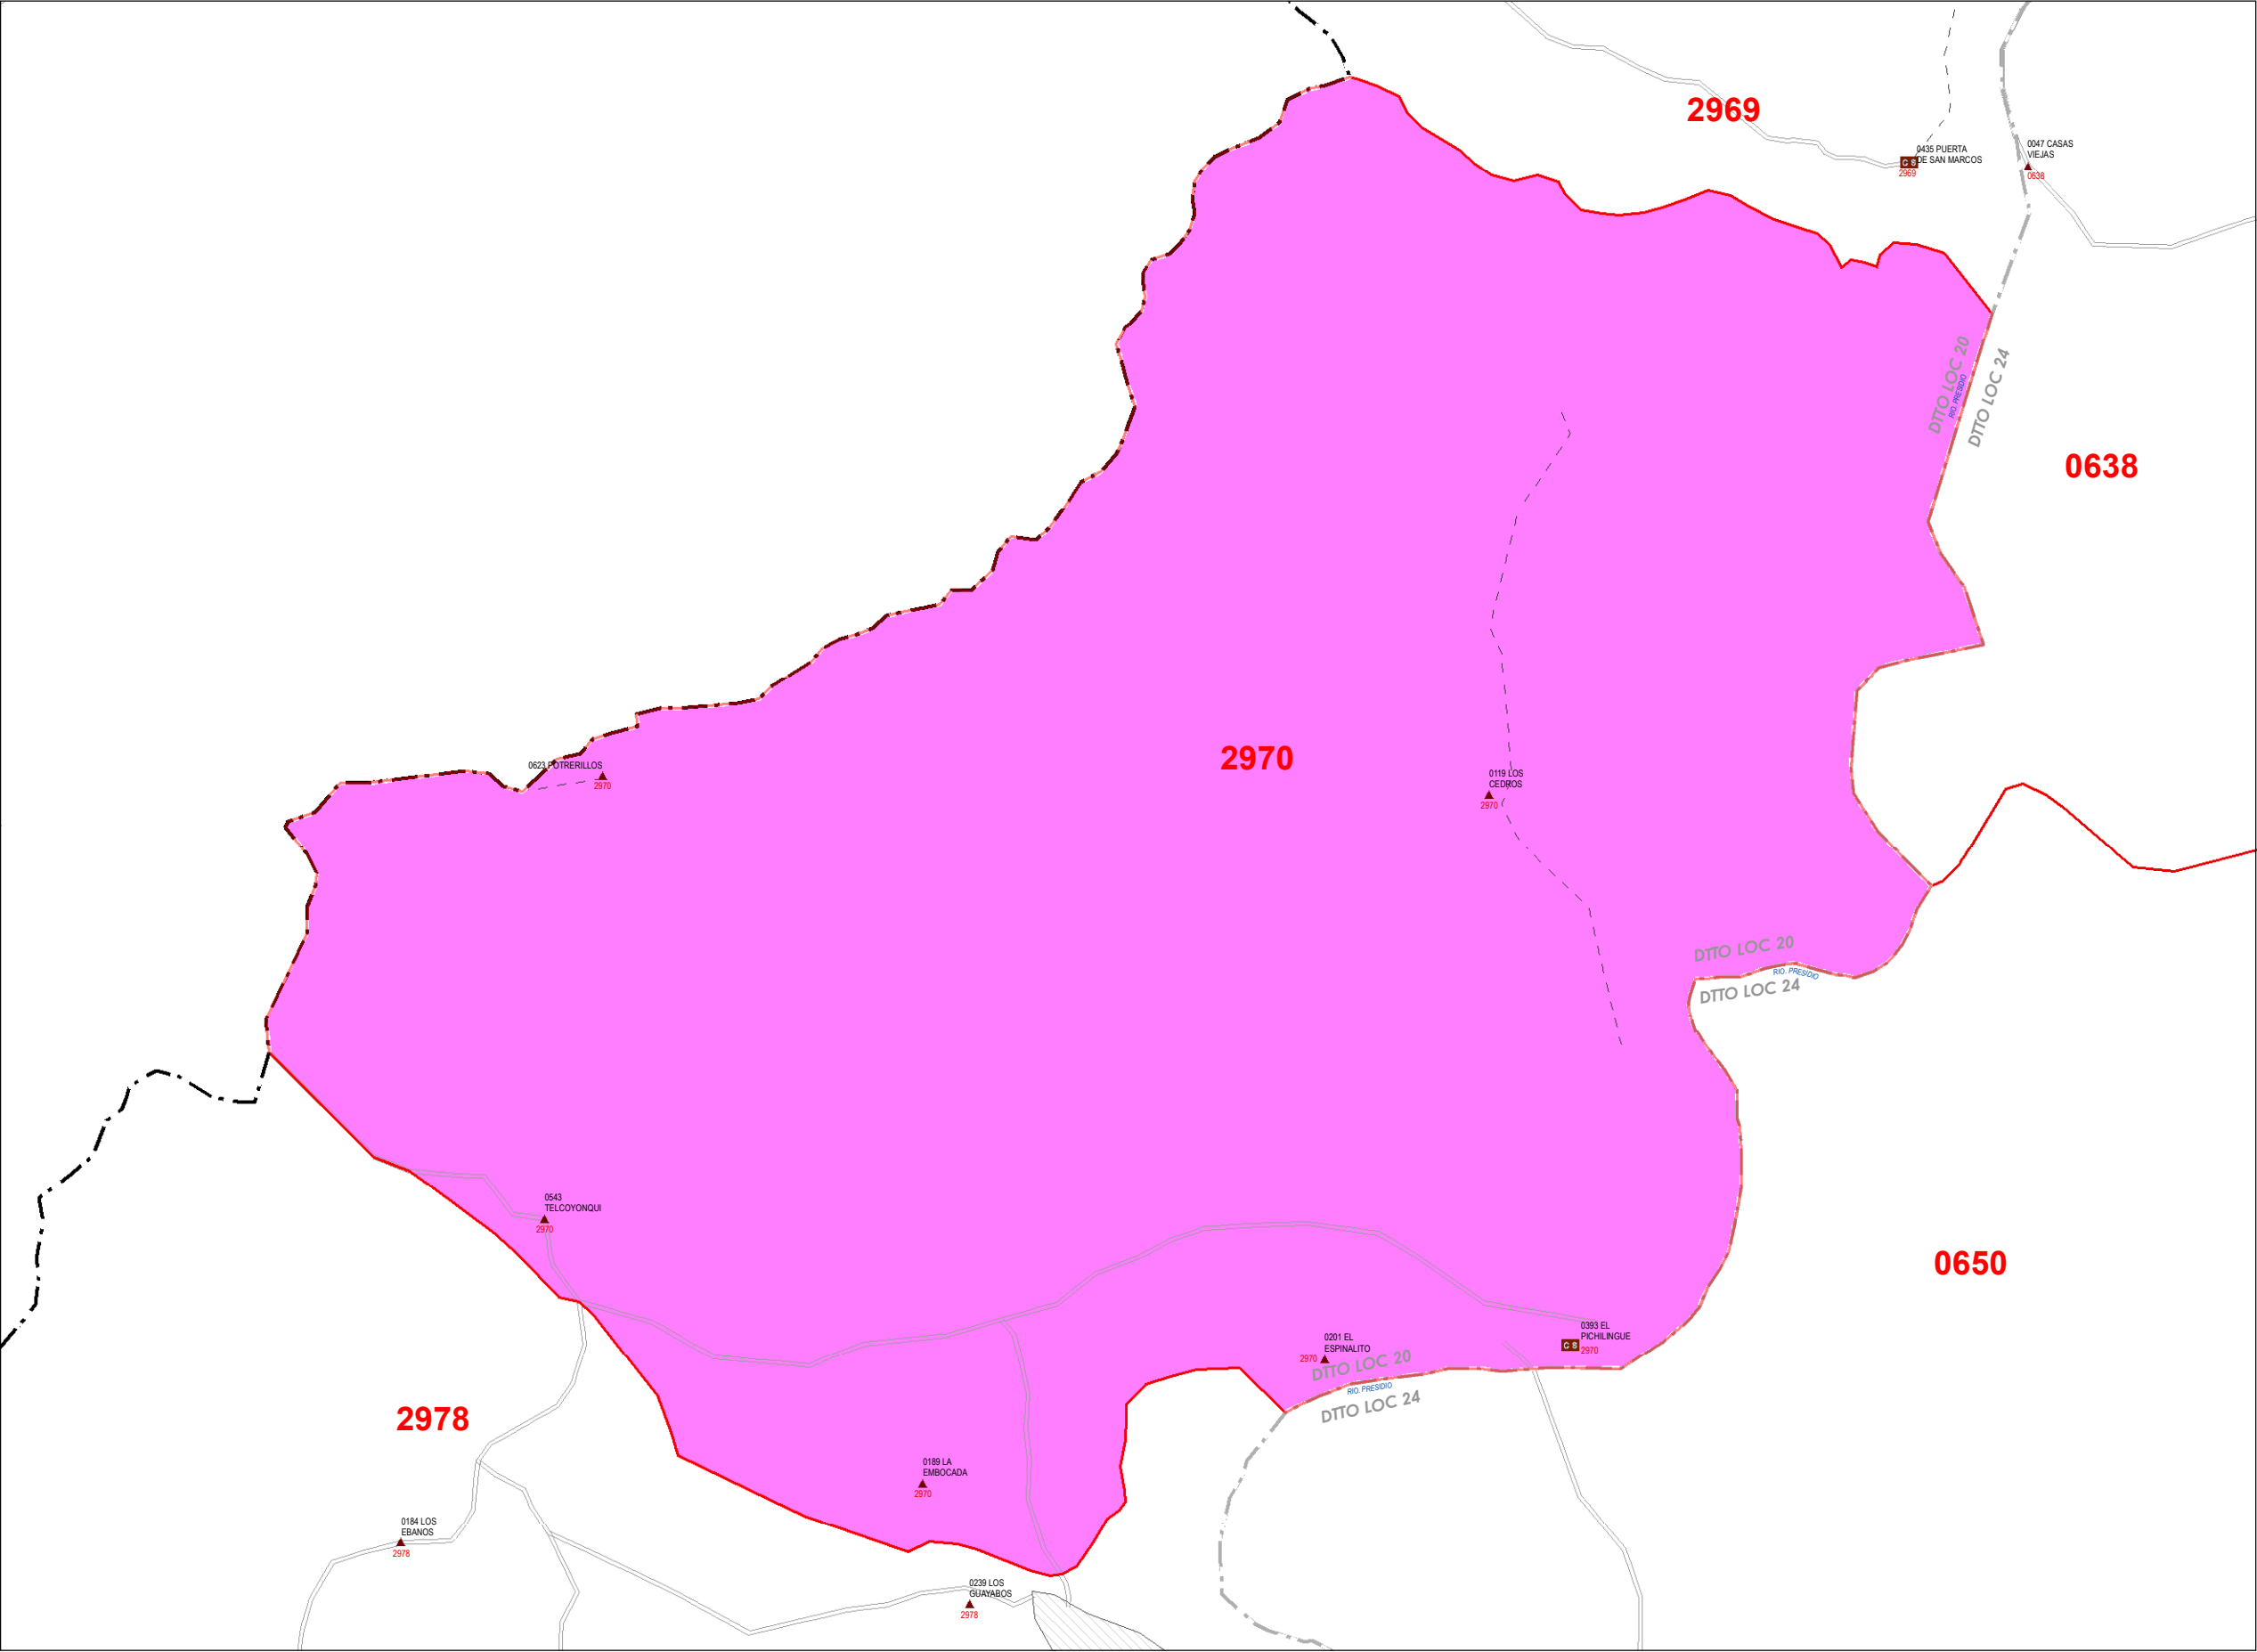 2969
0435 PUERTA
DE SAN MARCOS
C S
2969
0047 CASAS
VIEJAS
0638
DTTO LOC 20
RIO. PRESIDIO
DTTO LOC 24
0638
2970
0623 POTRERILLOS
2970
0119 LOS
CEDROS
2970
DTTO LOC 20
RIO. PRESIDIO
DTTO LOC 24
0543
TELCOYONQUI
2970
0650
0393 EL
PICHILINGUE
C S
2970
0201 EL
ESPINALITO
2970
DTTO LOC 20
RIO. PRESIDIO
DTTO LOC 24
2978
0189 LA
EMBOCADA
2970
0184 LOS
EBANOS
2978
0239 LOS
GUAYABOS
2978